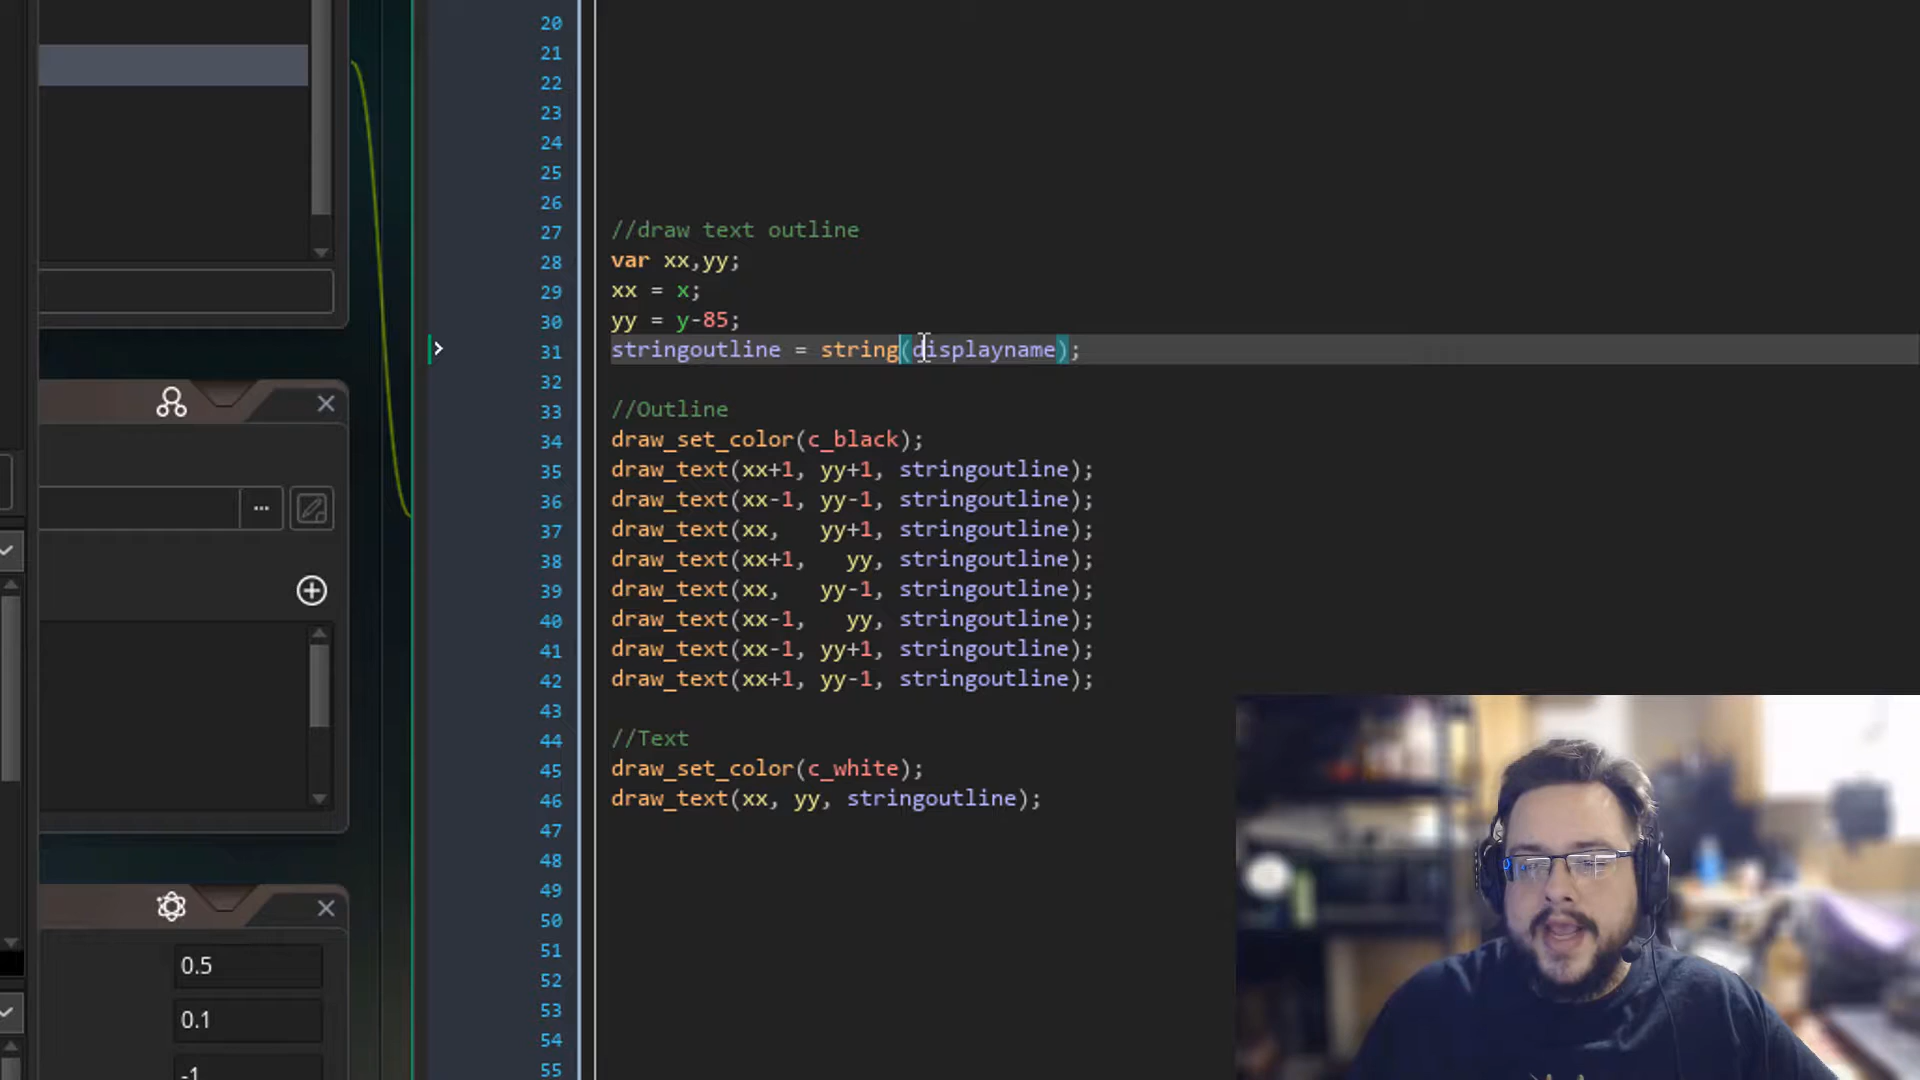 20
21
22
23
24
25
26
27 //draw text outline
28 var xx,yy;
29 xx = x;
30 yy = y-85;
31 stringoutline = string(displayname);
32
33 //Outline
34 draw_set_color(c_black);
35 draw_text(xx+1, yy+1, stringoutline);
36 draw_text(xx-1, yy-1, stringoutline);
37 draw_text(xx,   yy+1, stringoutline);
38 draw_text(xx+1,   yy, stringoutline);
39 draw_text(xx,   yy-1, stringoutline);
40 draw_text(xx-1,   yy, stringoutline);
41 draw_text(xx-1, yy+1, stringoutline);
42 draw_text(xx+1, yy-1, stringoutline);
43
44 //Text
45 draw_set_color(c_white);
46 draw_text(xx, yy, stringoutline);
47
48
49
50
51
52
53
54
55
...
0.5
0.1
-1